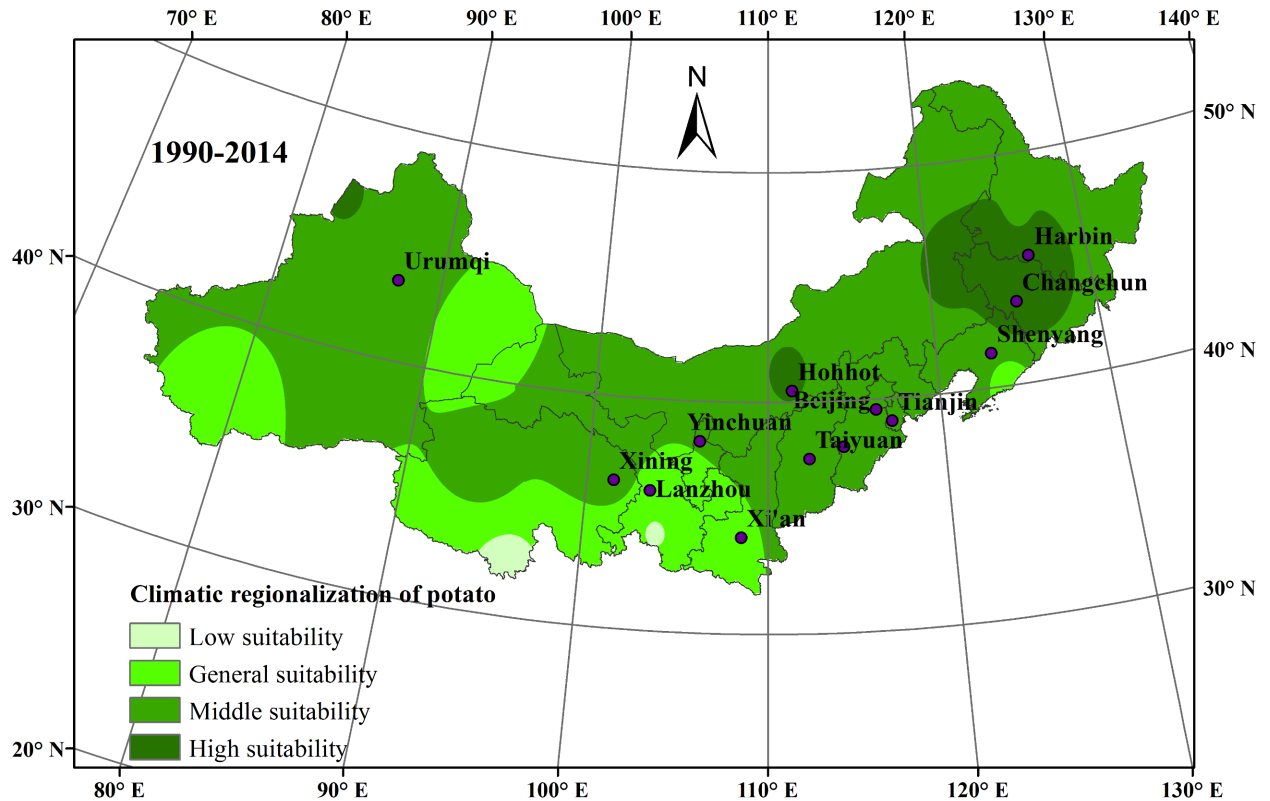 70° E 80° E 90° E 100° E 110° E 120° E 130° E 140° E
N
50° N
1990-2014
Harbin
40° N
Urumqi
Changchun
Shenyang
40° N
Hohhot
Beijing
Tianjin
Yinchuan
Taiyuan
Xining
Lanzhou
30° N
Xi'an
30° N
Climatic regionalization of potato
Low suitability
General suitability
Middle suitability
High suitability
20° N
80° E 90° E 100° E 110° E 120° E 130° E